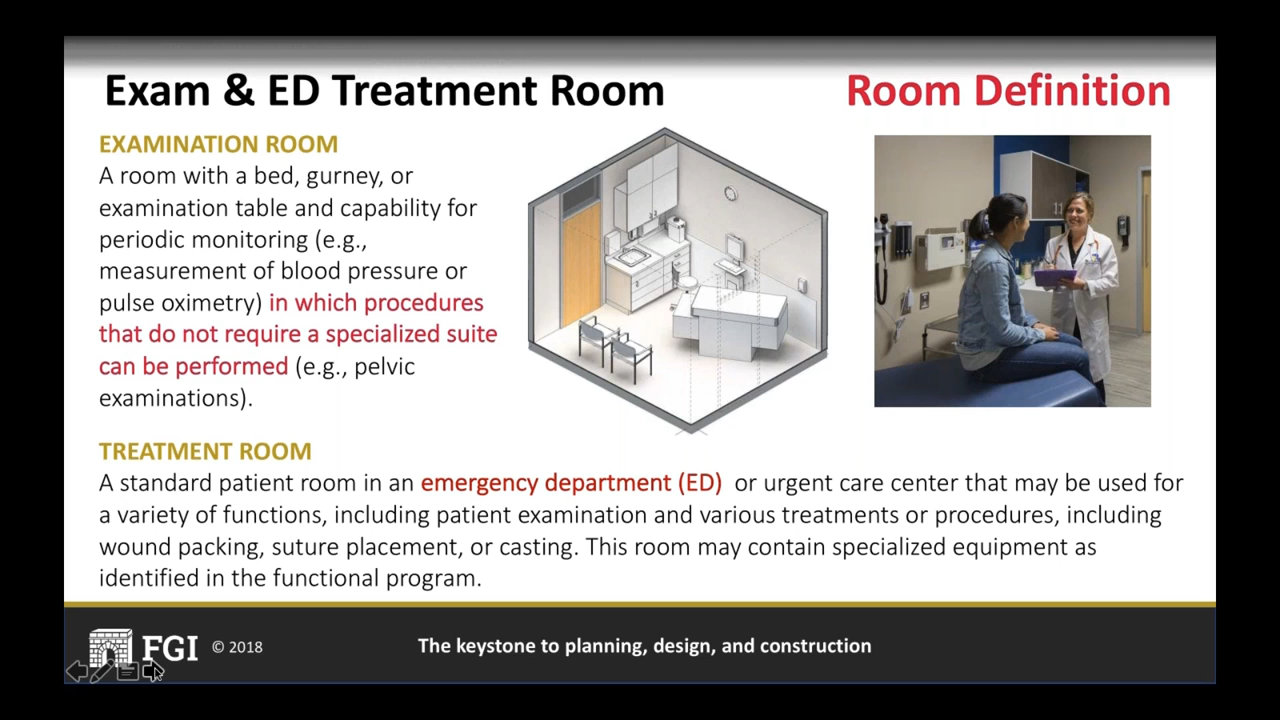 Exam & ED Treatment Room
Room Definition
EXAMINATION ROOM
A room with a bed, gurney, or
examination table and capability for
periodic monitoring (e.g.,
measurement of blood pressure or
pulse oximetry) in which procedures
that do not require a specialized suite
can be performed (e.g., pelvic
examinations).
TREATMENT ROOM
A standard patient room in an emergency department (ED) or urgent care center that may be used for
a variety of functions, including patient examination and various treatments or procedures, including
wound packing, suture placement, or casting. This room may contain specialized equipment as
identified in the functional program.
FGI © 2018
The keystone to planning, design, and construction